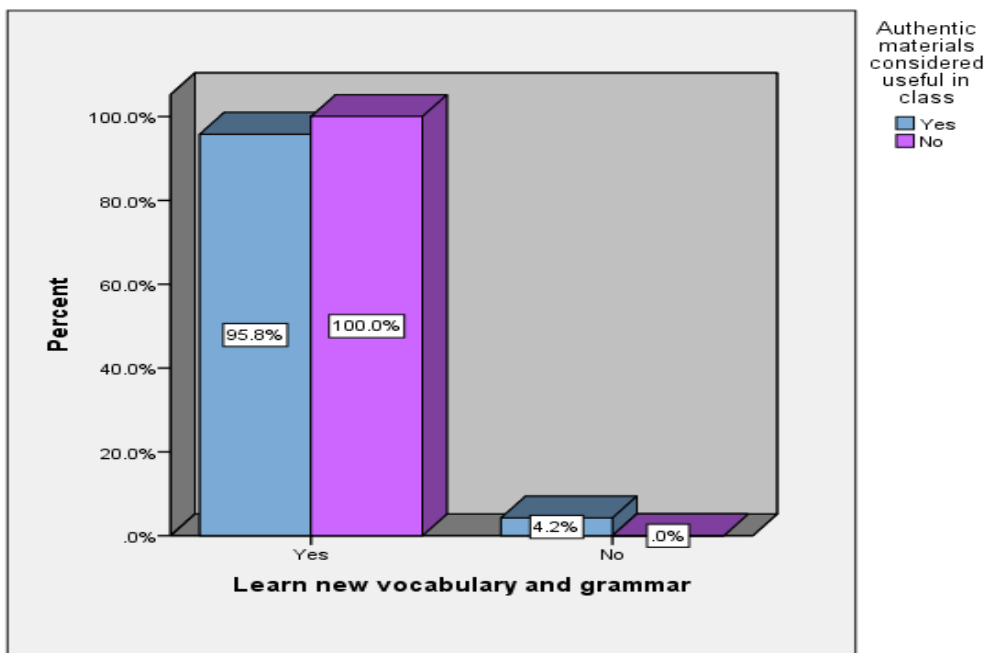 Authentic
materials
considered
useful in
class
Yes
No
100.0%
80.0%
60.0%
40.0%
20.0%
.0%
Percent
95.8%
100.0%
4.2%
.0%
Yes
No
Learn new vocabulary and grammar